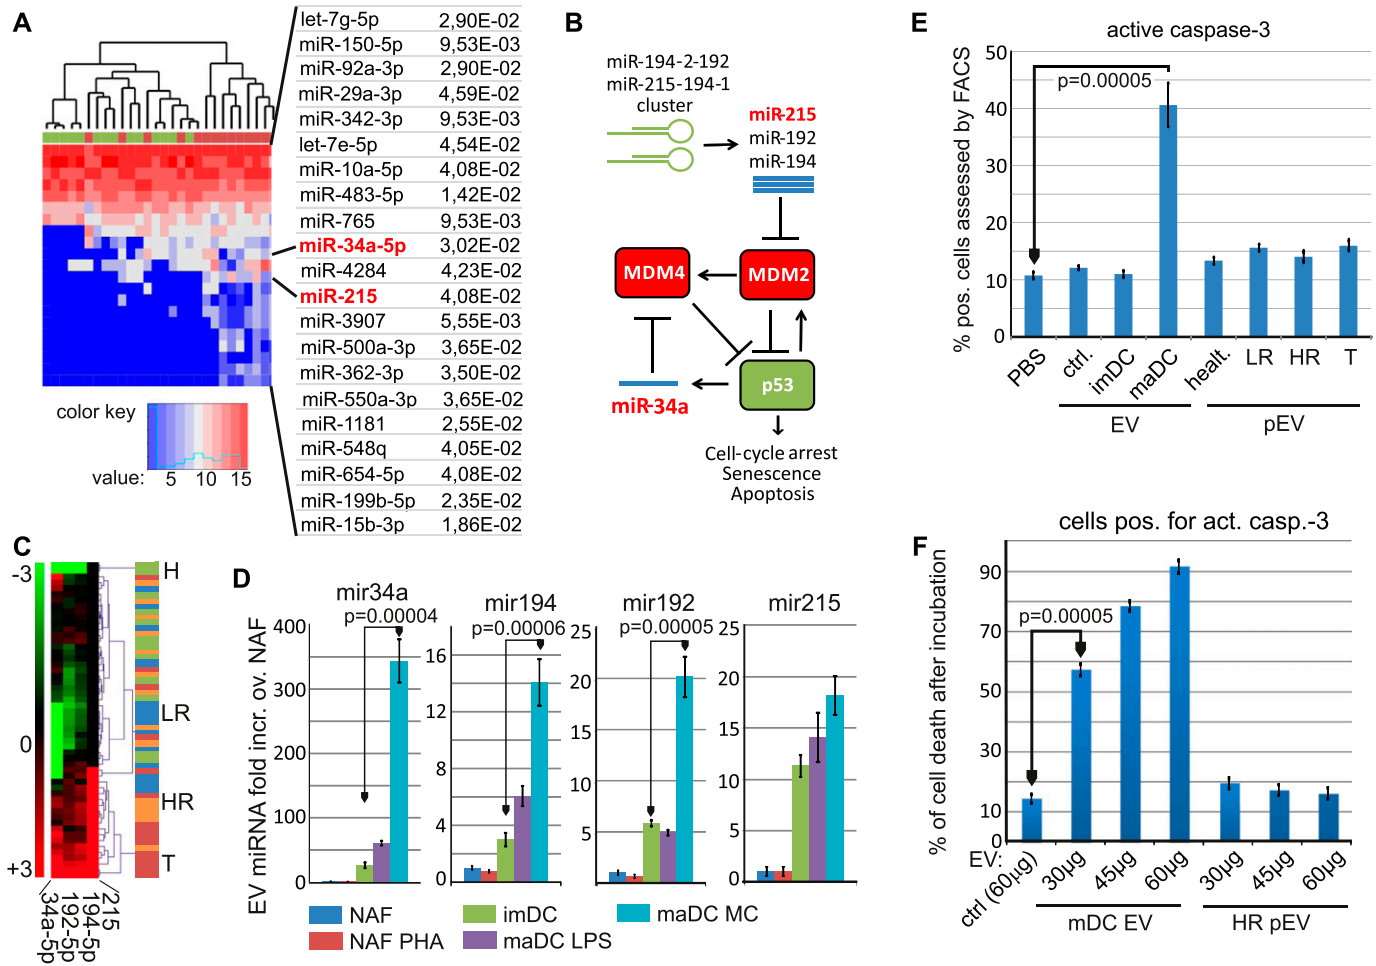 A
let-7g-5p 2,90E-02
miR-150-5p 9,53E-03
miR-92a-3p 2,90E-02
miR-29a-3p 4,59E-02
miR-342-3p 9,53E-03
let-7e-5p 4,54E-02
miR-10a-5p 4,08E-02
miR-483-5p 1,42E-02
miR-765 9,53E-03
miR-34a-5p 3,02E-02
miR-4284 4,23E-02
miR-215 4,08E-02
miR-3907 5,55E-03
miR-500a-3p 3,65E-02
miR-362-3p 3,50E-02
miR-550a-3p 3,65E-02
miR-1181 2,55E-02
miR-548q 4,05E-02
miR-654-5p 4,08E-02
miR-199b-5p 2,35E-02
miR-15b-3p 1,86E-02
color key
value: 5 10 15
B
miR-194-2-192
miR-215-194-1
cluster
miR-215
miR-192
miR-194
MDM4 MDM2
p53
miR-34a
Cell-cycle arrest
Senescence
Apoptosis
C
-3
0
+3
H
LR
HR
T
34a-5p
192-5p
194-5p
215
D
EV miRNA fold incr. ov. NAF
mir34a
p=0.00004
400
300
200
100
0
mir194
p=0.00006
16
12
8
4
0
mir192
p=0.00005
20
15
10
5
mir215
25
20
15
10
5
0
NAF
NAF PHA
imDC
maDC LPS
maDC MC
E
active caspase-3
% pos. cells assessed by FACS
50
40
30
20
10
0
p=0.00005
PBS
ctrl.
imDC
maDC
healt.
LR
HR
T
EV
pEV
F
cells pos. for act. casp.-3
% of cell death after incubation
90
70
50
30
10
0
p=0.00005
EV:
ctrl (60µg)
30µg
45µg
60µg
30µg
45µg
60µg
mDC EV
HR pEV